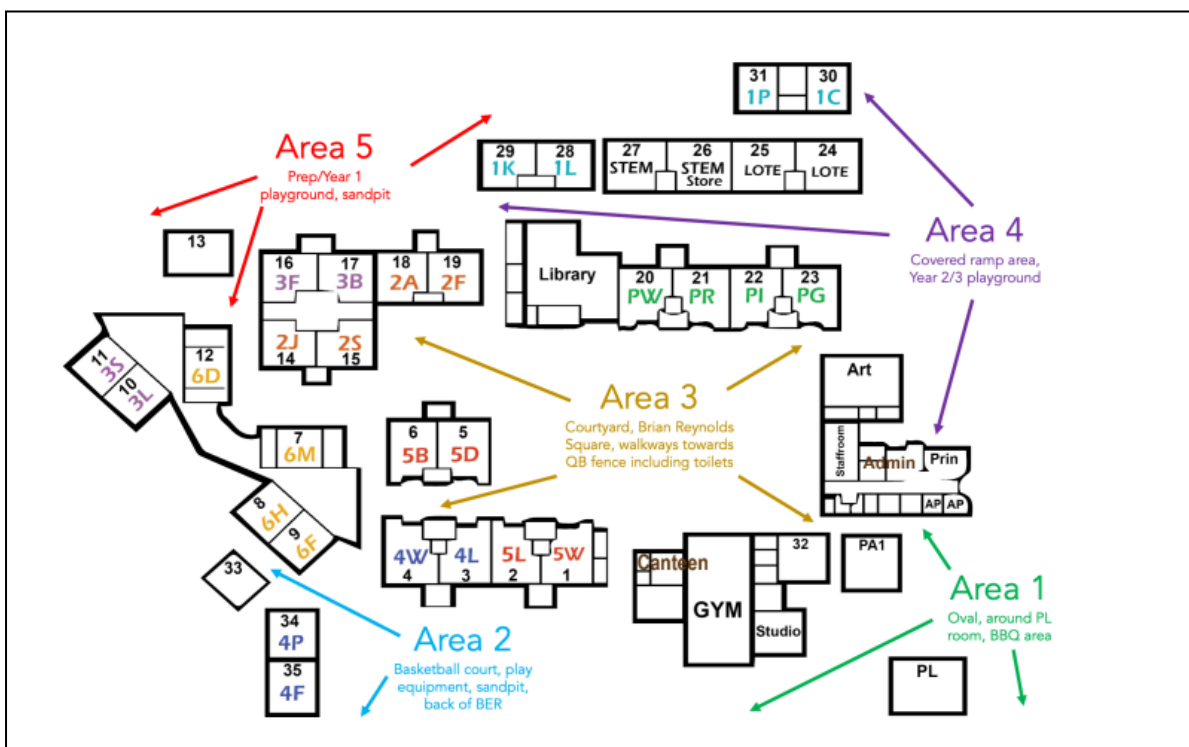 31
30
1P
1C
Area 5
Prep/Year 1
playground, sandpit
29
28
1K
1L
27
26
25
24
STEM
STEM
Store
LOTE
LOTE
13
16
17
18
19
3F
3B
2A
2F
Library
20
21
22
23
PW
PR
PI
PG
Area 4
Covered ramp area,
Year 2/3 playground
2J
2S
14
15
11
3S
10
3L
12
6D
Art
Area 3
Courtyard, Brian Reynolds
Square, walkways towards
QB fence including toilets
7
6M
6
5
5B
5D
Staffroom
Admin
Prin
AP
AP
8
6H
9
6F
4W
4L
5L
5W
4
3
2
1
33
Canteen
GYM
32
Studio
PA1
Area 1
Oval, around PL
room, BBQ area
34
4P
35
4F
Area 2
Basketball court, play
equipment, sandpit,
back of BER
PL